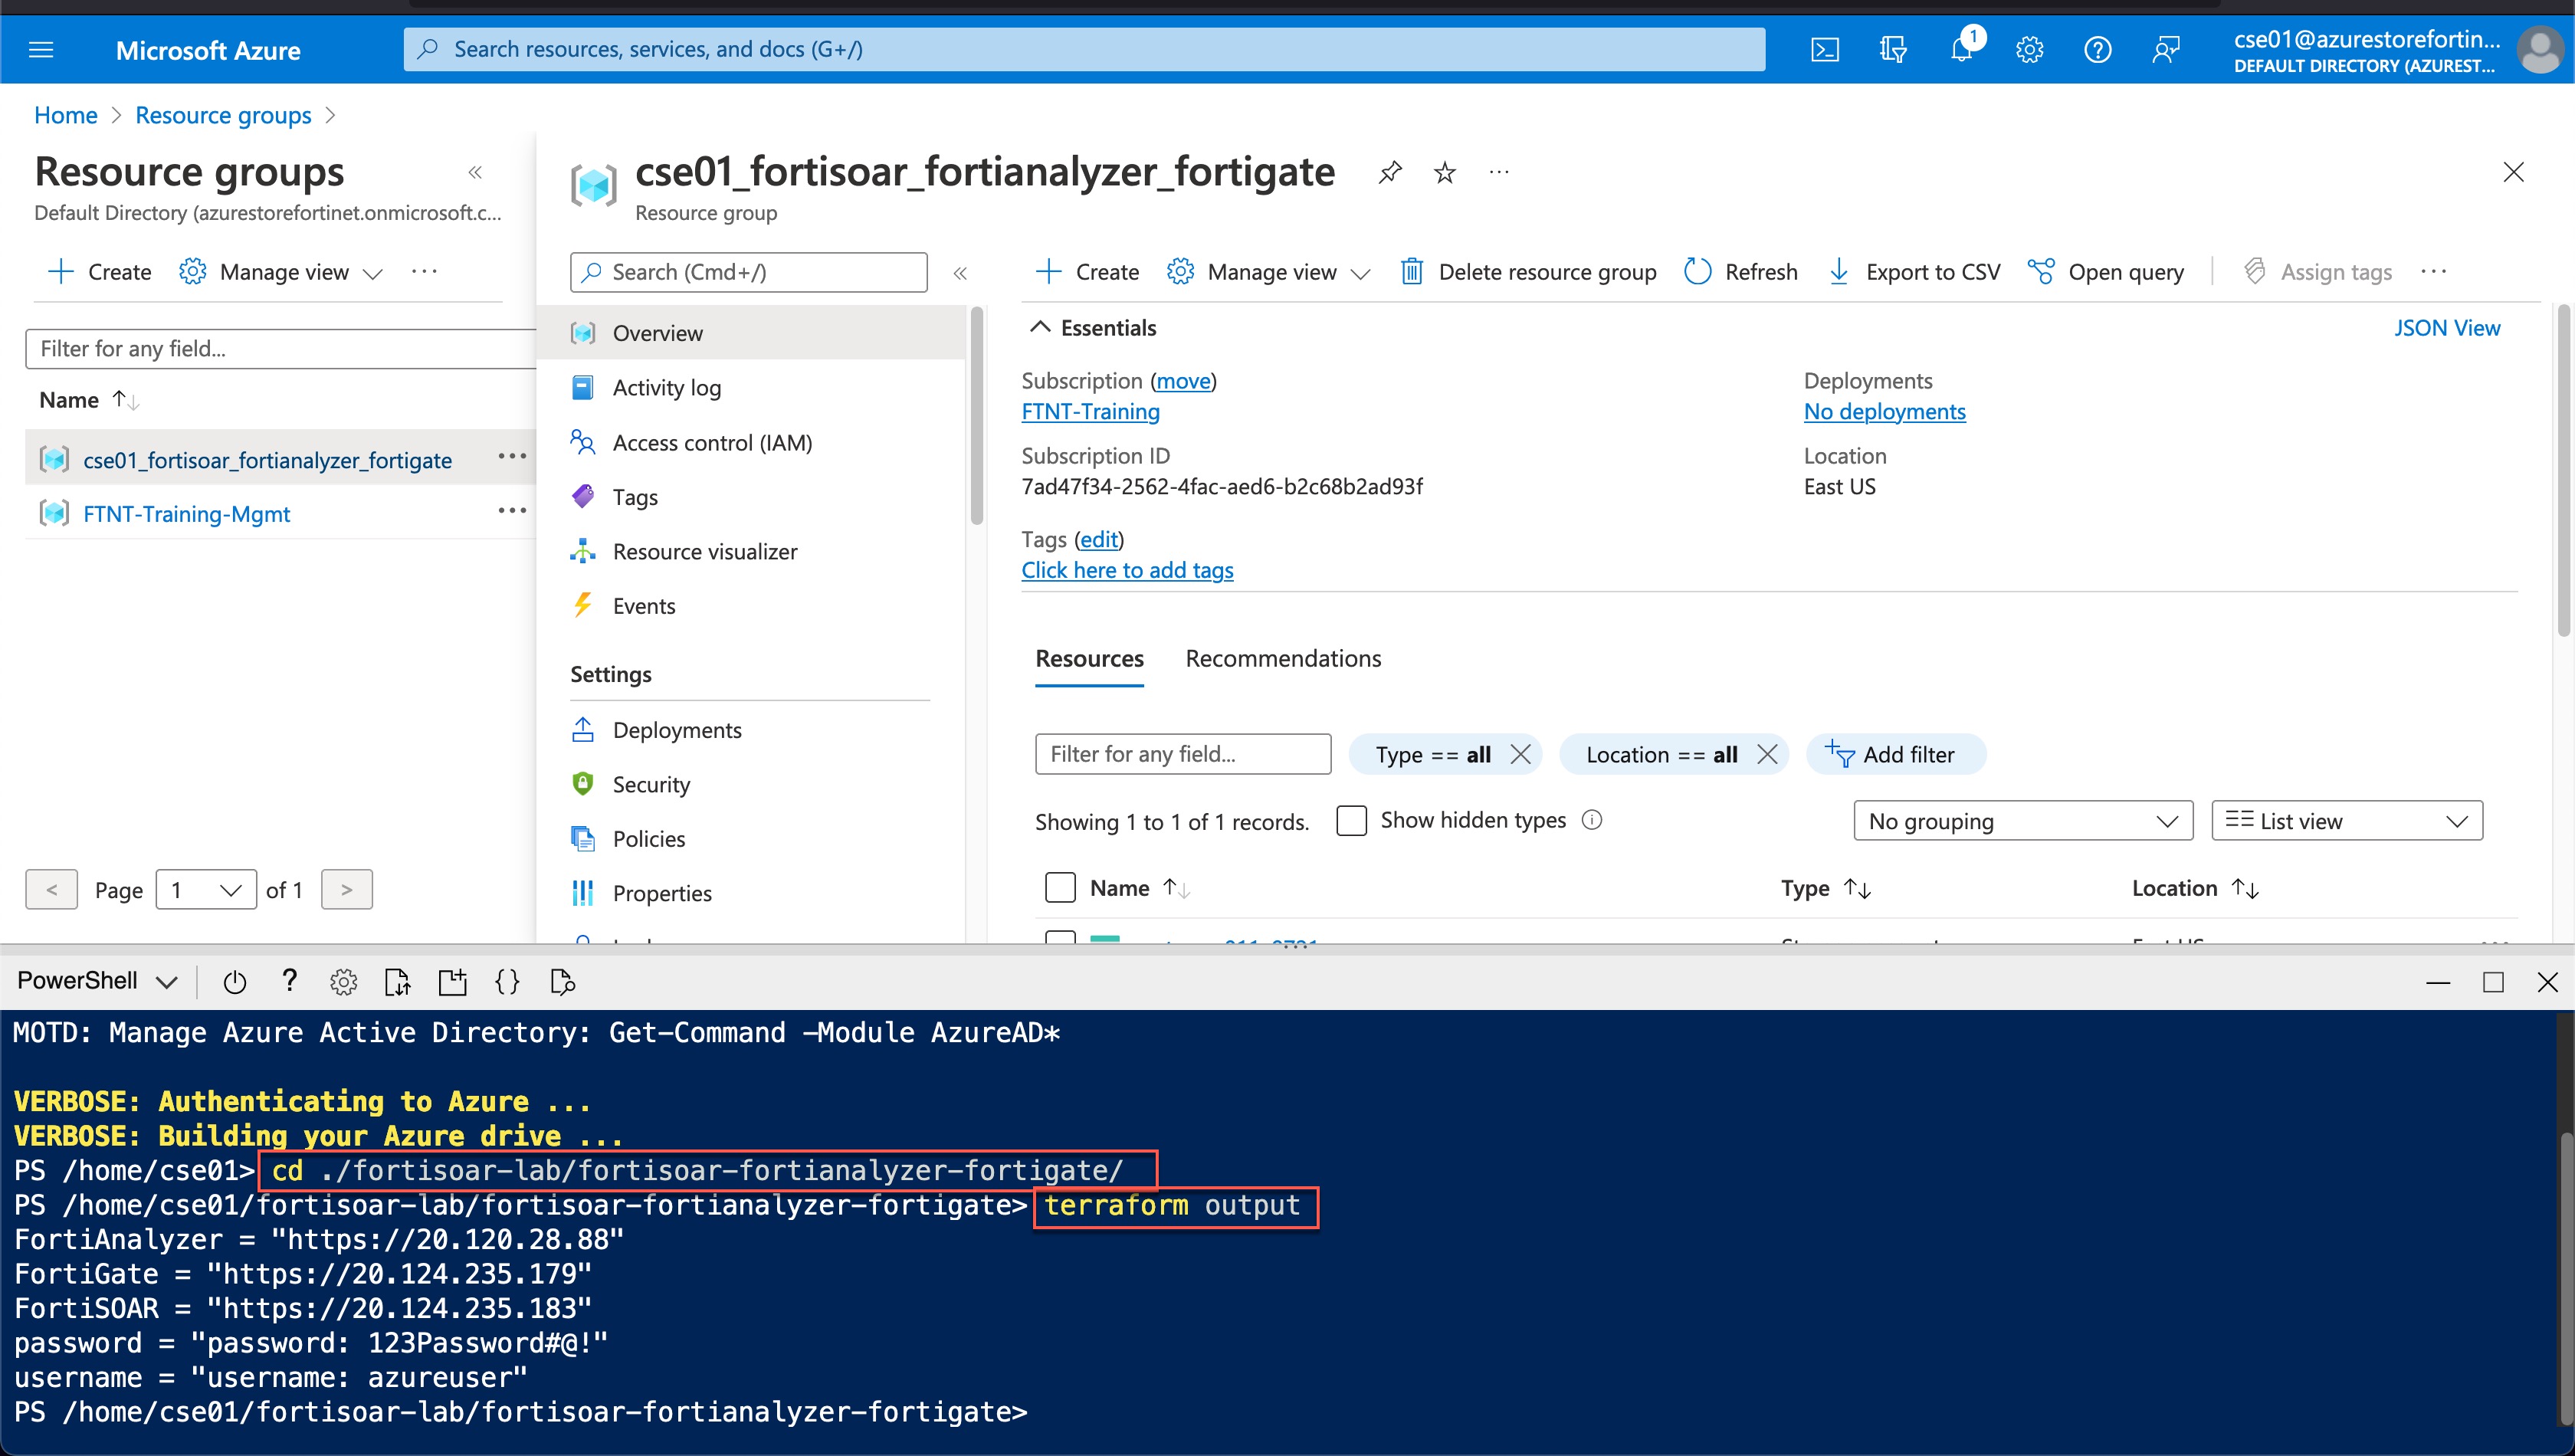 Microsoft Azure
Search resources, services, and docs (G+/)
1
cse01@azurestorefortin...
DEFAULT DIRECTORY (AZUREST...
Home > Resource groups >
Resource groups
Default Directory (azurestorefortinet.onmicrosoft.c...
Create
Manage view
Filter for any field...
Name
cse01_fortisoar_fortianalyzer_fortigate
FTNT-Training-Mgmt
< Page 1 of 1 >
cse01_fortisoar_fortianalyzer_fortigate
Resource group
Search (Cmd+/)
Overview
Activity log
Access control (IAM)
Tags
Resource visualizer
Events
Settings
Deployments
Security
Policies
Properties
Create
Manage view
Delete resource group
Refresh
Export to CSV
Open query
Assign tags
Essentials
JSON View
Subscription (move)
FTNT-Training
Subscription ID
7ad47f34-2562-4fac-aed6-b2c68b2ad93f
Tags (edit)
Click here to add tags
Deployments
No deployments
Location
East US
Resources
Recommendations
Filter for any field...
Type == all
Location == all
Add filter
Showing 1 to 1 of 1 records.
Show hidden types
No grouping
List view
Name
Type
Location
PowerShell
MOTD: Manage Azure Active Directory: Get-Command -Module AzureAD*
VERBOSE: Authenticating to Azure ...
VERBOSE: Building your Azure drive ...
PS /home/cse01> cd ./fortisoar-lab/fortisoar-fortianalyzer-fortigate/
PS /home/cse01/fortisoar-lab/fortisoar-fortianalyzer-fortigate> terraform output
FortiAnalyzer = "https://20.120.28.88"
FortiGate = "https://20.124.235.179"
FortiSOAR = "https://20.124.235.183"
password = "password: 123Password#@!"
username = "username: azureuser"
PS /home/cse01/fortisoar-lab/fortisoar-fortianalyzer-fortigate>